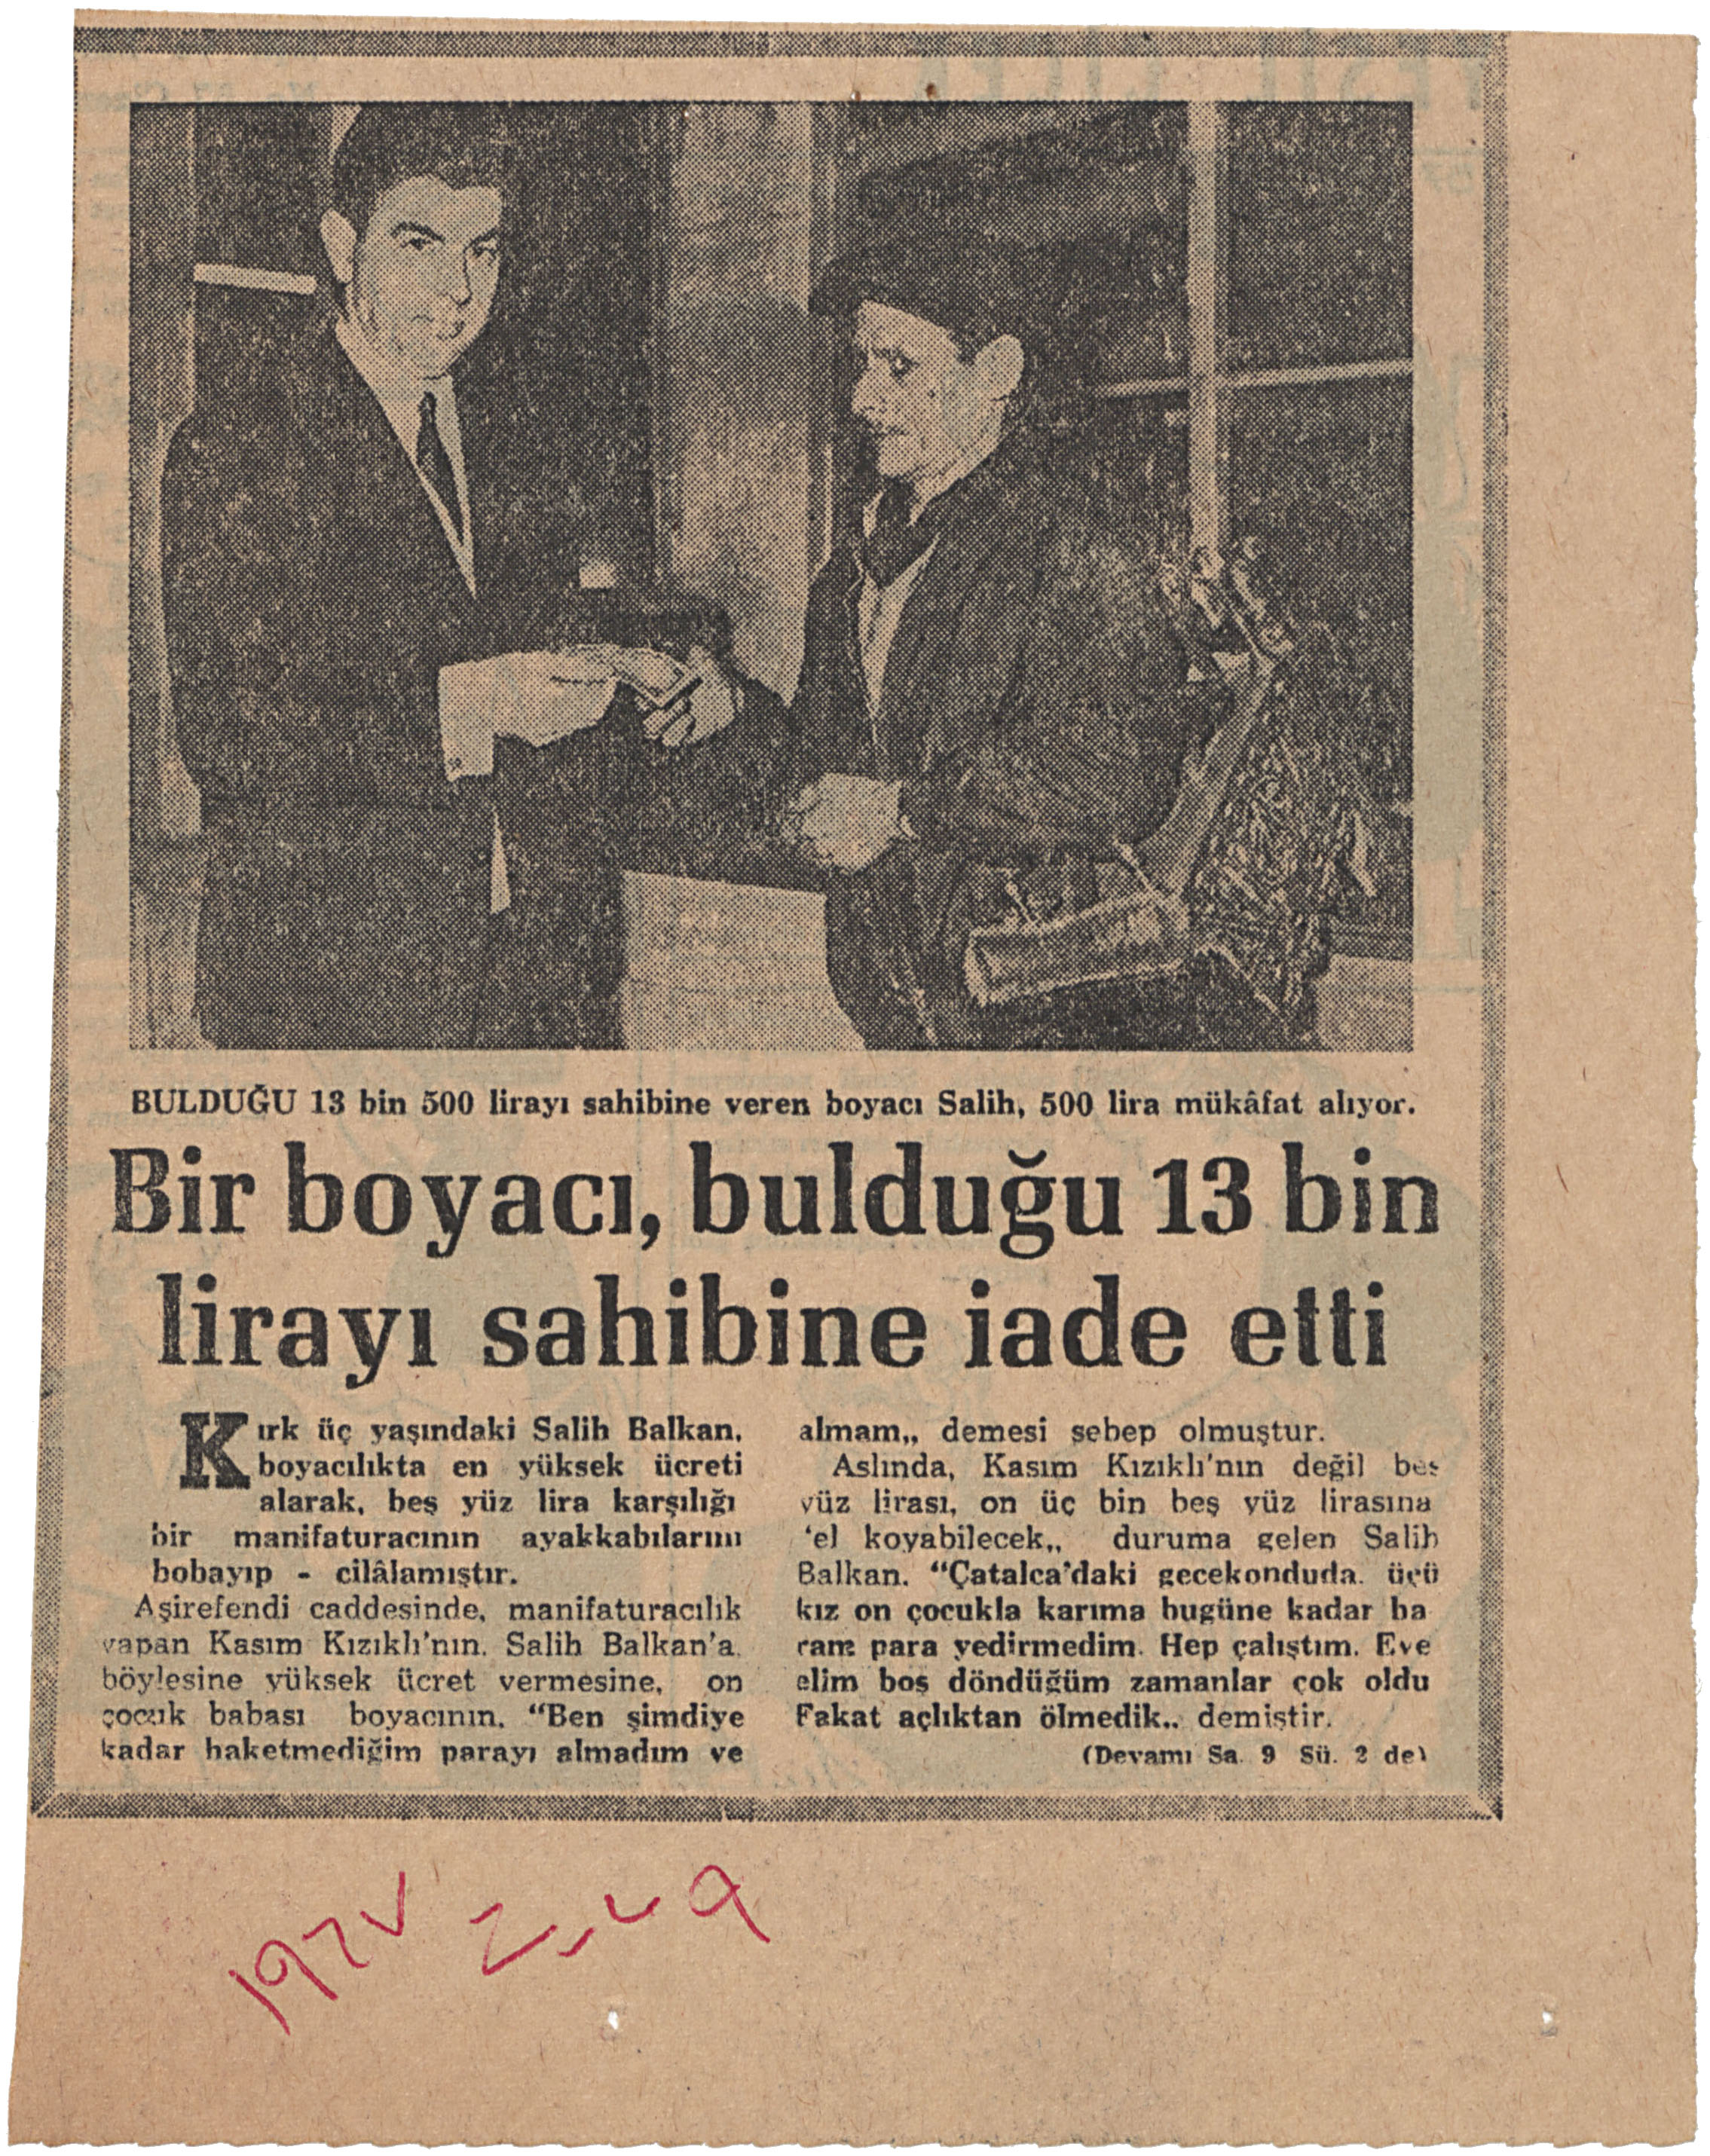 BULDUĞU 13 bin 500 lirayı sahibine veren boyacı Salih, 500 lira mükâfat alıyor.
Bir boyacı, bulduğu 13 bin
lirayı sahibine iade etti
Kırk üç yaşındaki Salih Balkan,
boyacılıkta en yüksek ücreti
alarak, beş yüz lira karşılığı
bir manifaturacının ayakkabılarını
bobayıp - cilâlamıştır.
Aşirefendi caddesinde, manifaturacılık
yapan Kasım Kızıklı'nın, Salih Balkan'a
böylesine yüksek ücret vermesine, on
çocuk babası boyacının, “Ben şimdiye
kadar haketmediğim parayı almadım ve
almam,, demesi sebep olmuştur.
Aslında, Kasım Kızıklı'nın değil beş
yüz lirası, on üç bin beş yüz lirasına
‘el koyabilecek,, duruma gelen Salih
Balkan, “Çatalca'daki gecekonduda, üçü
kız on çocukla karıma bugüne kadar ha
ram para yedirmedim. Hep çalıştım. Eve
elim boş döndüğüm zamanlar çok oldu
Fakat açlıktan ölmedik,, demiştir.
(Devamı Sa. 9 Sü. 2 de)